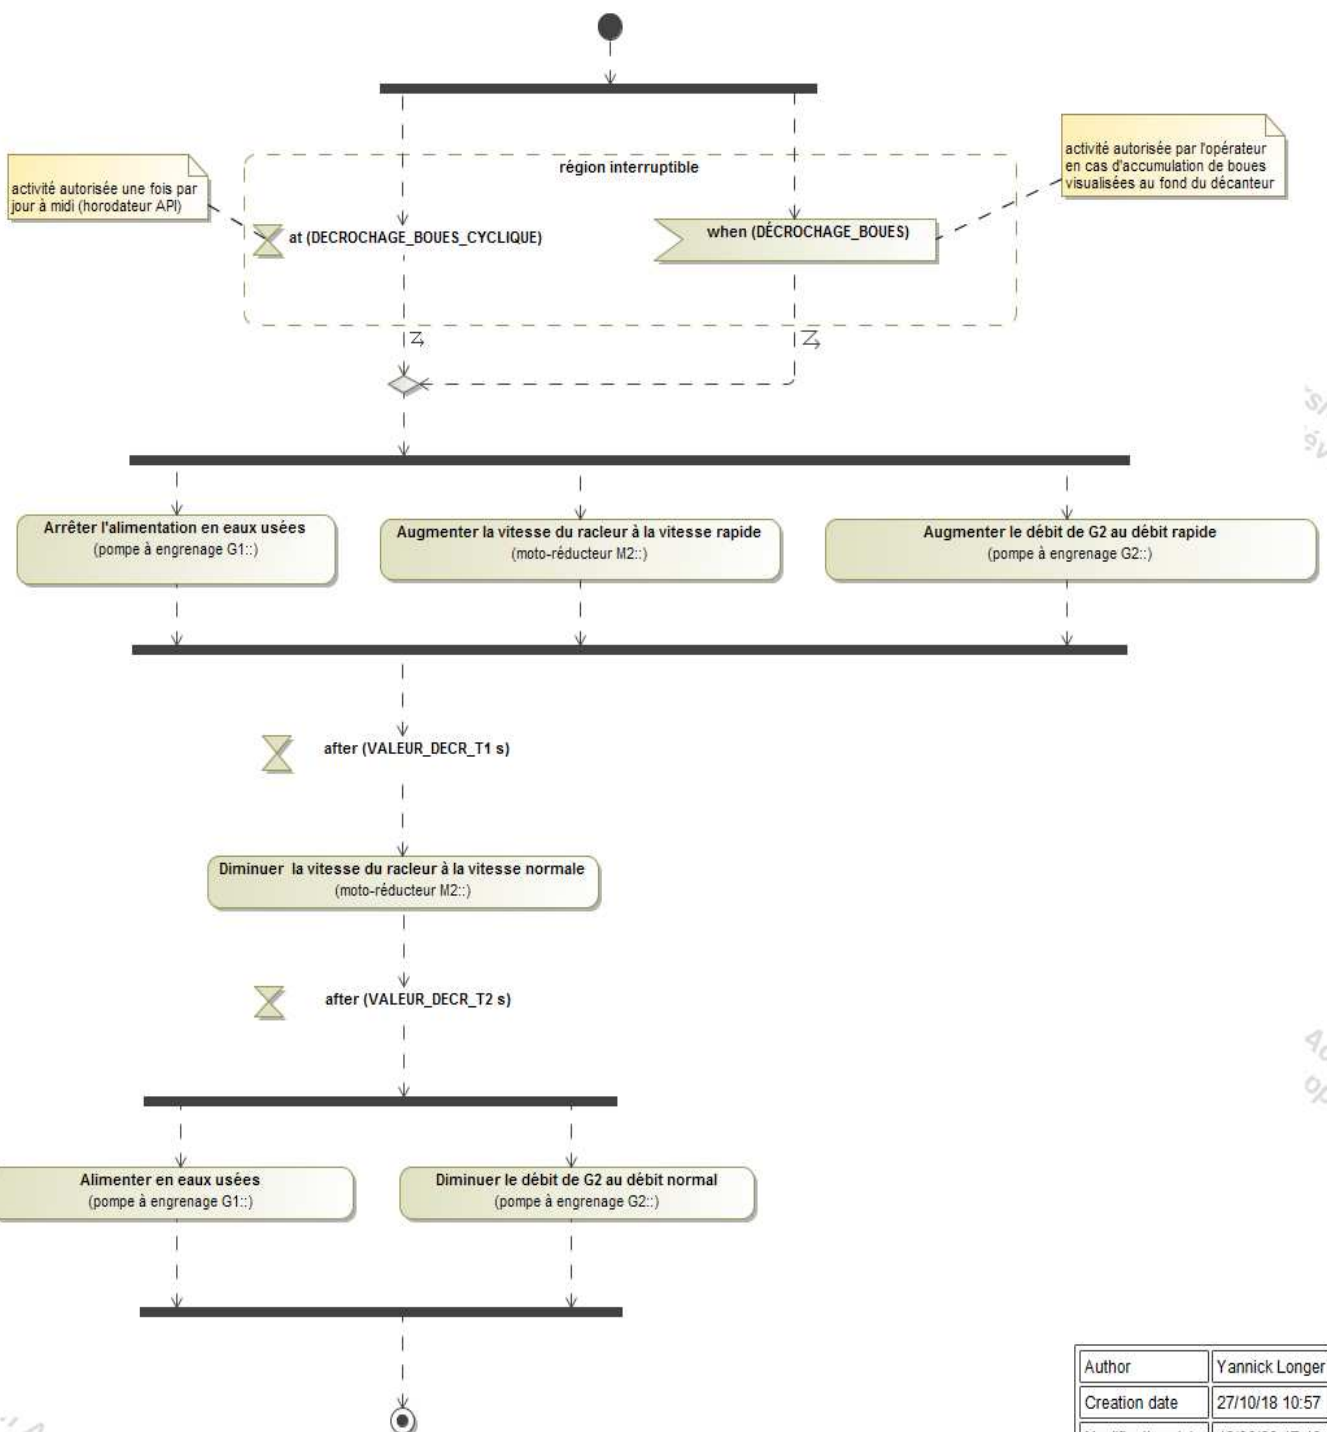 région interruptible
activité autorisée une fois par
jour à midi (horodateur API)
activité autorisée par l'opérateur
en cas d'accumulation de boues
visualisées au fond du décanteur
at (DECROCHAGE_BOUES_CYCLIQUE)
when (DÉCROCHAGE_BOUES)
Arrêter l'alimentation en eaux usées
(pompe à engrenage G1::)
Augmenter la vitesse du racleur à la vitesse rapide
(moto-réducteur M2::)
Augmenter le débit de G2 au débit rapide
(pompe à engrenage G2::)
after (VALEUR_DECR_T1 s)
Diminuer la vitesse du racleur à la vitesse normale
(moto-réducteur M2::)
after (VALEUR_DECR_T2 s)
Alimenter en eaux usées
(pompe à engrenage G1::)
Diminuer le débit de G2 au débit normal
(pompe à engrenage G2::)
Author Yannick Longer
Creation date 27/10/18 10:57